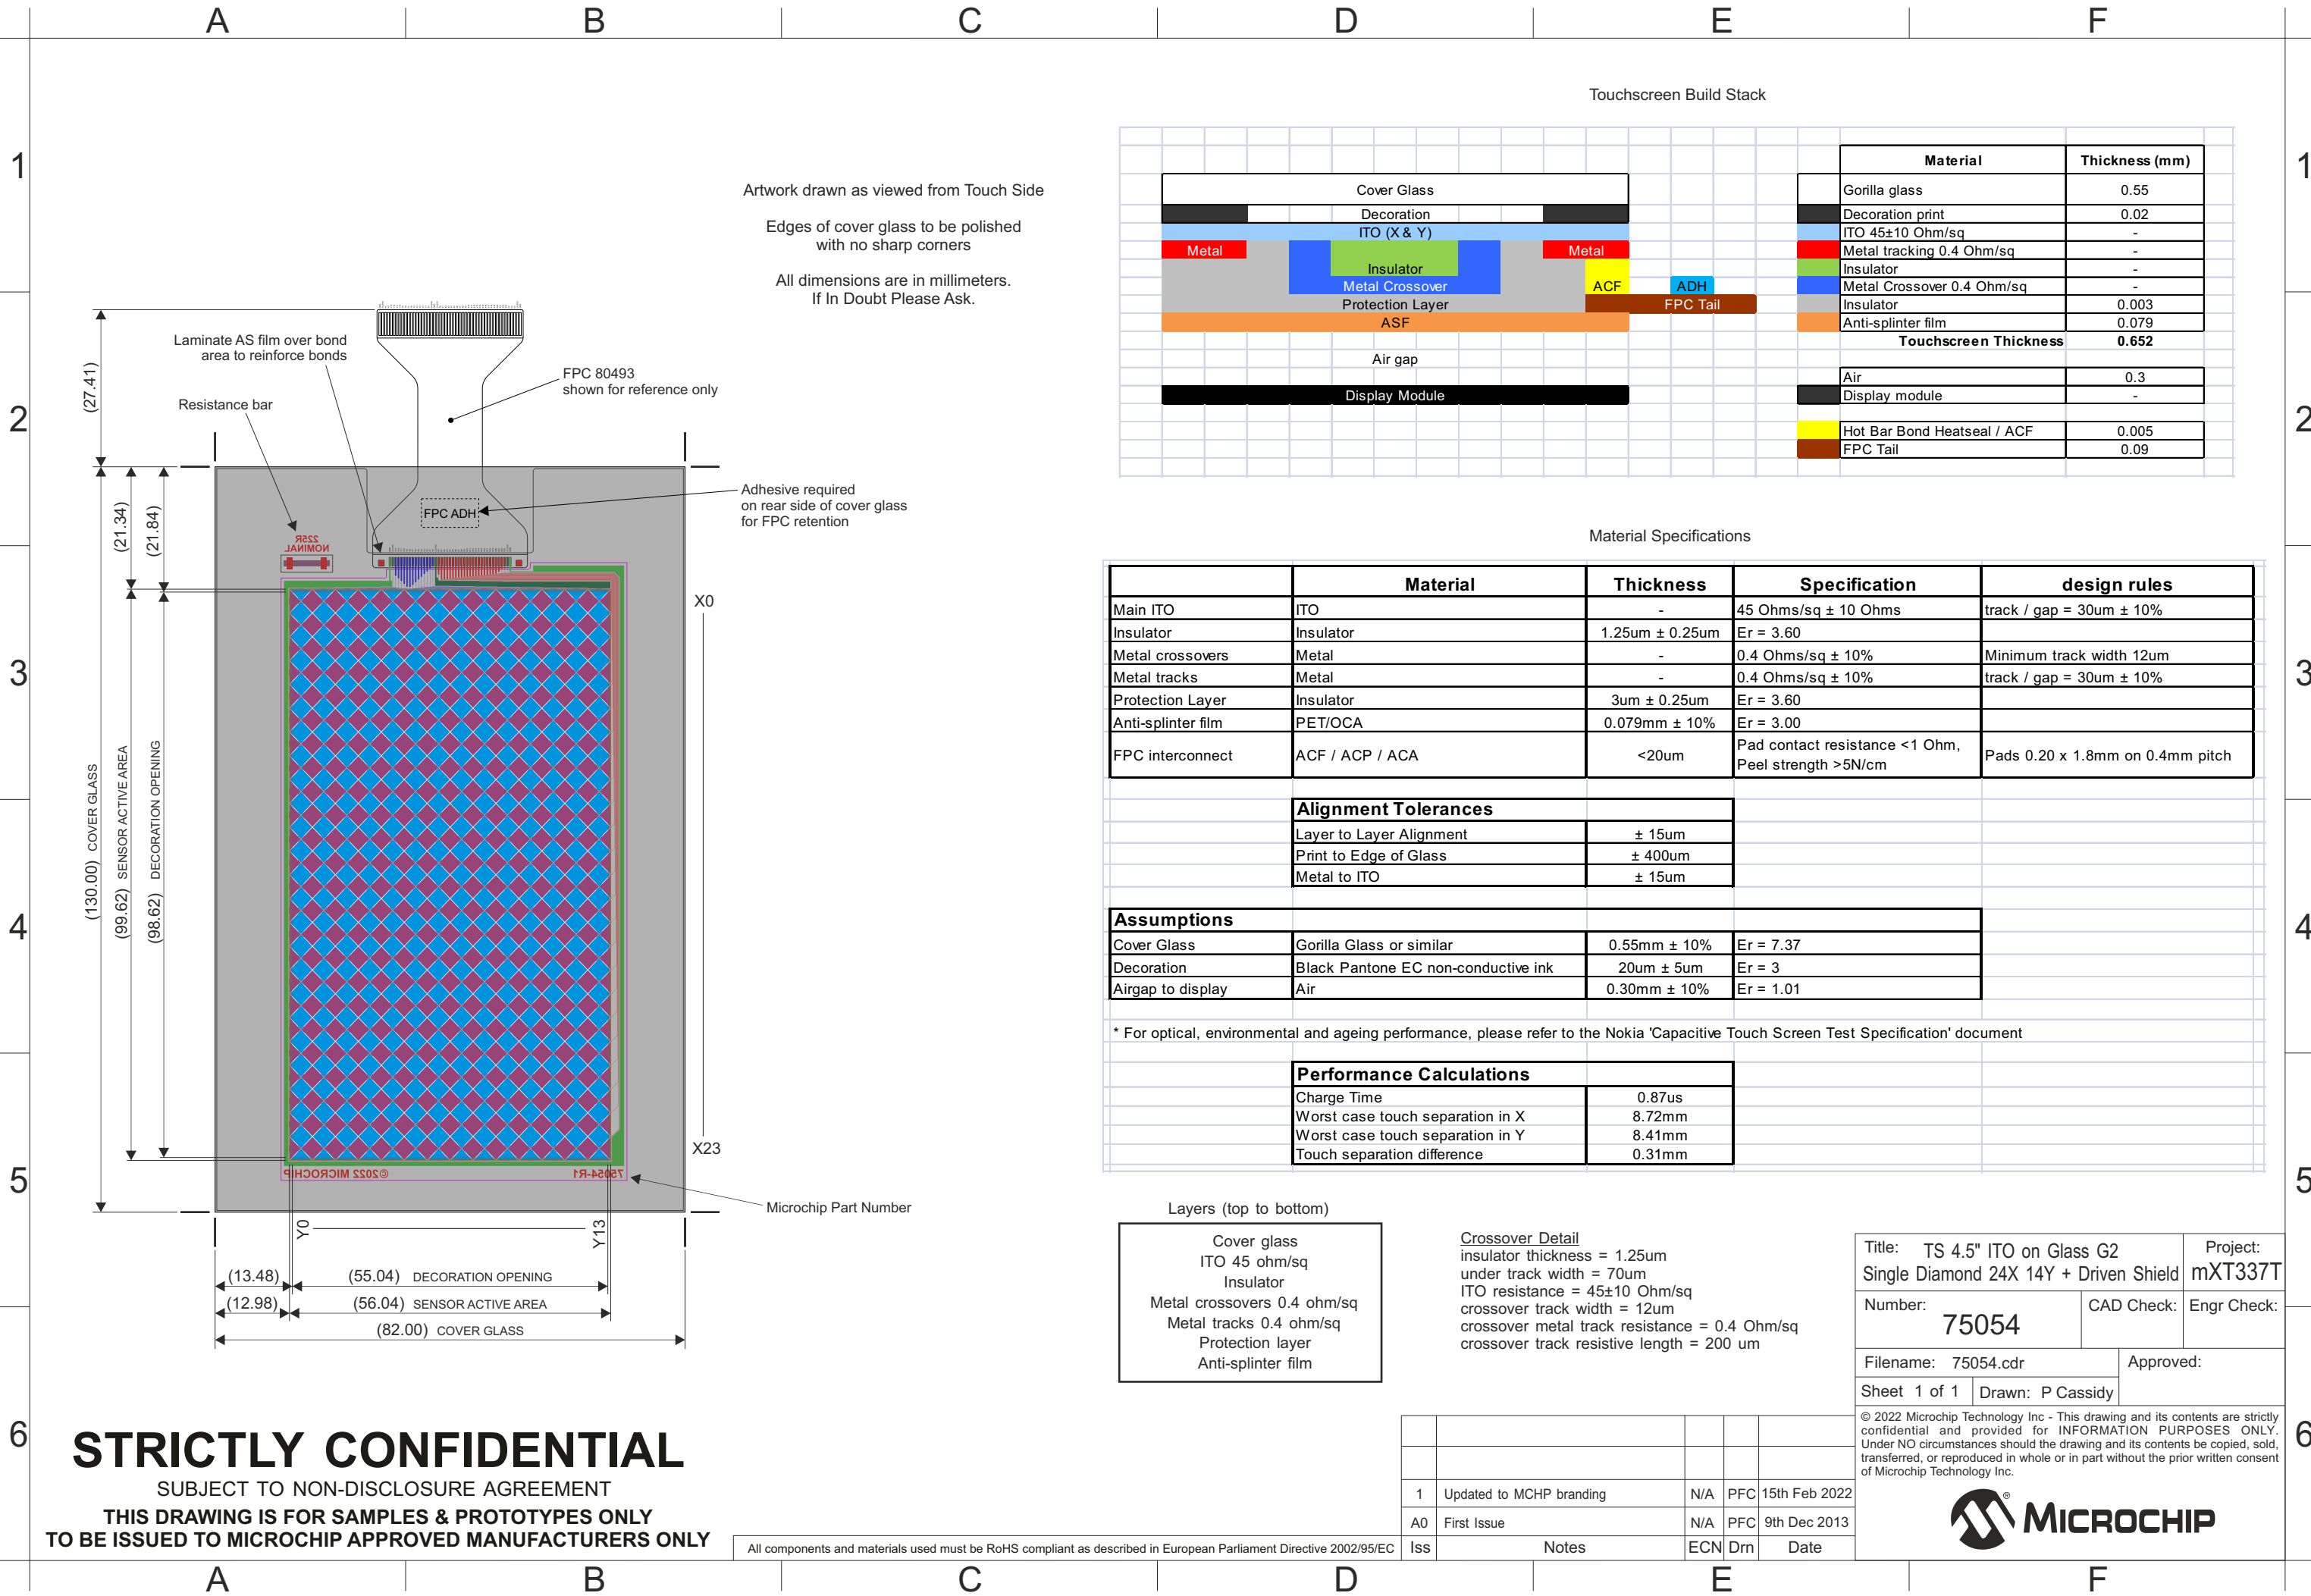 A B C D E F
1
2
3
4
5
6
1
2
3
4
5
6
Artwork drawn as viewed from Touch Side
Edges of cover glass to be polished
with no sharp corners
All dimensions are in millimeters.
If In Doubt Please Ask.
Laminate AS film over bond
area to reinforce bonds
Resistance bar
FPC 80493
shown for reference only
Adhesive required
on rear side of cover glass
for FPC retention
FPC ADH
225R
NOMINAL
(27.41)
(21.34)
(21.84)
(130.00) COVER GLASS
(99.62) SENSOR ACTIVE AREA
(98.62) DECORATION OPENING
X0
X23
©2022 MICROCHIP
75054-R1
Microchip Part Number
Y0
Y13
(13.48) (55.04) DECORATION OPENING
(12.98) (56.04) SENSOR ACTIVE AREA
(82.00) COVER GLASS
Touchscreen Build Stack
Cover Glass
Decoration
ITO (X & Y)
Metal Metal
Insulator
Metal Crossover ACF ADH
Protection Layer FPC Tail
ASF
Air gap
Display Module
Material Thickness (mm)
Gorilla glass 0.55
Decoration print 0.02
ITO 45±10 Ohm/sq -
Metal tracking 0.4 Ohm/sq -
Insulator -
Metal Crossover 0.4 Ohm/sq -
Insulator 0.003
Anti-splinter film 0.079
Touchscreen Thickness 0.652
Air 0.3
Display module -
Hot Bar Bond Heatseal / ACF 0.005
FPC Tail 0.09
Material Specifications
Material Thickness Specification design rules
Main ITO ITO - 45 Ohms/sq ± 10 Ohms track / gap = 30um ± 10%
Insulator Insulator 1.25um ± 0.25um Er = 3.60
Metal crossovers Metal - 0.4 Ohms/sq ± 10% Minimum track width 12um
Metal tracks Metal - 0.4 Ohms/sq ± 10% track / gap = 30um ± 10%
Protection Layer Insulator 3um ± 0.25um Er = 3.60
Anti-splinter film PET/OCA 0.079mm ± 10% Er = 3.00
FPC interconnect ACF / ACP / ACA <20um Pad contact resistance <1 Ohm,
Peel strength >5N/cm Pads 0.20 x 1.8mm on 0.4mm pitch
Alignment Tolerances
Layer to Layer Alignment ± 15um
Print to Edge of Glass ± 400um
Metal to ITO ± 15um
Assumptions
Cover Glass Gorilla Glass or similar 0.55mm ± 10% Er = 7.37
Decoration Black Pantone EC non-conductive ink 20um ± 5um Er = 3
Airgap to display Air 0.30mm ± 10% Er = 1.01
* For optical, environmental and ageing performance, please refer to the Nokia 'Capacitive Touch Screen Test Specification' document
Performance Calculations
Charge Time 0.87us
Worst case touch separation in X 8.72mm
Worst case touch separation in Y 8.41mm
Touch separation difference 0.31mm
Layers (top to bottom)
Cover glass
ITO 45 ohm/sq
Insulator
Metal crossovers 0.4 ohm/sq
Metal tracks 0.4 ohm/sq
Protection layer
Anti-splinter film
Crossover Detail
insulator thickness = 1.25um
under track width = 70um
ITO resistance = 45±10 Ohm/sq
crossover track width = 12um
crossover metal track resistance = 0.4 Ohm/sq
crossover track resistive length = 200 um
Title: TS 4.5" ITO on Glass G2
Single Diamond 24X 14Y + Driven Shield
Project:
mXT337T
Number:
75054
CAD Check: Engr Check:
Filename: 75054.cdr
Approved:
Sheet 1 of 1 Drawn: P Cassidy
© 2022 Microchip Technology Inc - This drawing and its contents are strictly
confidential and provided for INFORMATION PURPOSES ONLY.
Under NO circumstances should the drawing and its contents be copied, sold,
transferred, or reproduced in whole or in part without the prior written consent
of Microchip Technology Inc.
MICROCHIP ®
1 Updated to MCHP branding N/A PFC 15th Feb 2022
A0 First Issue N/A PFC 9th Dec 2013
Iss Notes ECN Drn Date
STRICTLY CONFIDENTIAL
SUBJECT TO NON-DISCLOSURE AGREEMENT
THIS DRAWING IS FOR SAMPLES & PROTOTYPES ONLY
TO BE ISSUED TO MICROCHIP APPROVED MANUFACTURERS ONLY
All components and materials used must be RoHS compliant as described in European Parliament Directive 2002/95/EC
A B C D E F